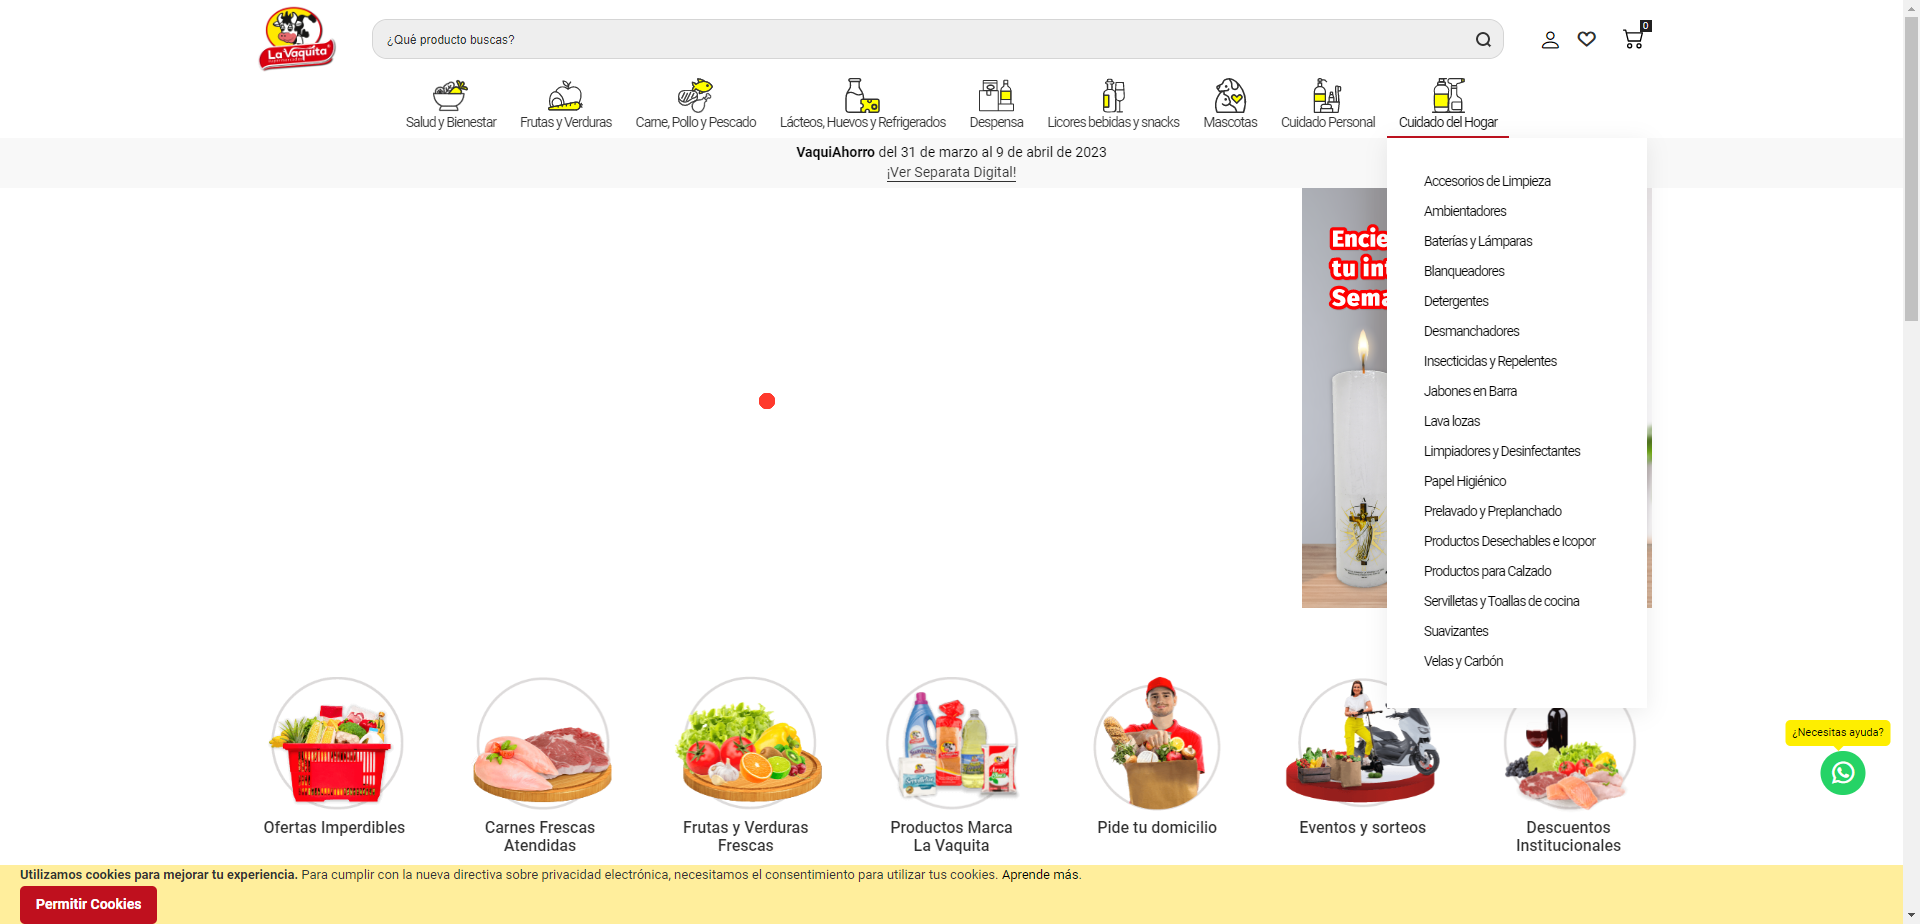 La Vaquita
supermercados
¿Qué producto buscas?
0
Salud y Bienestar
Frutas y Verduras
Carne, Pollo y Pescado
Lácteos, Huevos y Refrigerados
Despensa
Licores bebidas y snacks
Mascotas
Cuidado Personal
Cuidado del Hogar
VaquiAhorro del 31 de marzo al 9 de abril de 2023
¡Ver Separata Digital!
Accesorios de Limpieza
Ambientadores
Baterías y Lámparas
Blanqueadores
Detergentes
Desmanchadores
Insecticidas y Repelentes
Jabones en Barra
Lava lozas
Limpiadores y Desinfectantes
Papel Higiénico
Prelavado y Preplanchado
Productos Desechables e Icopor
Productos para Calzado
Servilletas y Toallas de cocina
Suavizantes
Velas y Carbón
Encie
tu in
Sema
¿Necesitas ayuda?
Ofertas Imperdibles
Carnes Frescas
Atendidas
Frutas y Verduras
Frescas
Productos Marca
La Vaquita
Pide tu domicilio
Eventos y sorteos
Descuentos
Institucionales
Utilizamos cookies para mejorar tu experiencia. Para cumplir con la nueva directiva sobre privacidad electrónica, necesitamos el consentimiento para utilizar tus cookies. Aprende más.
Permitir Cookies